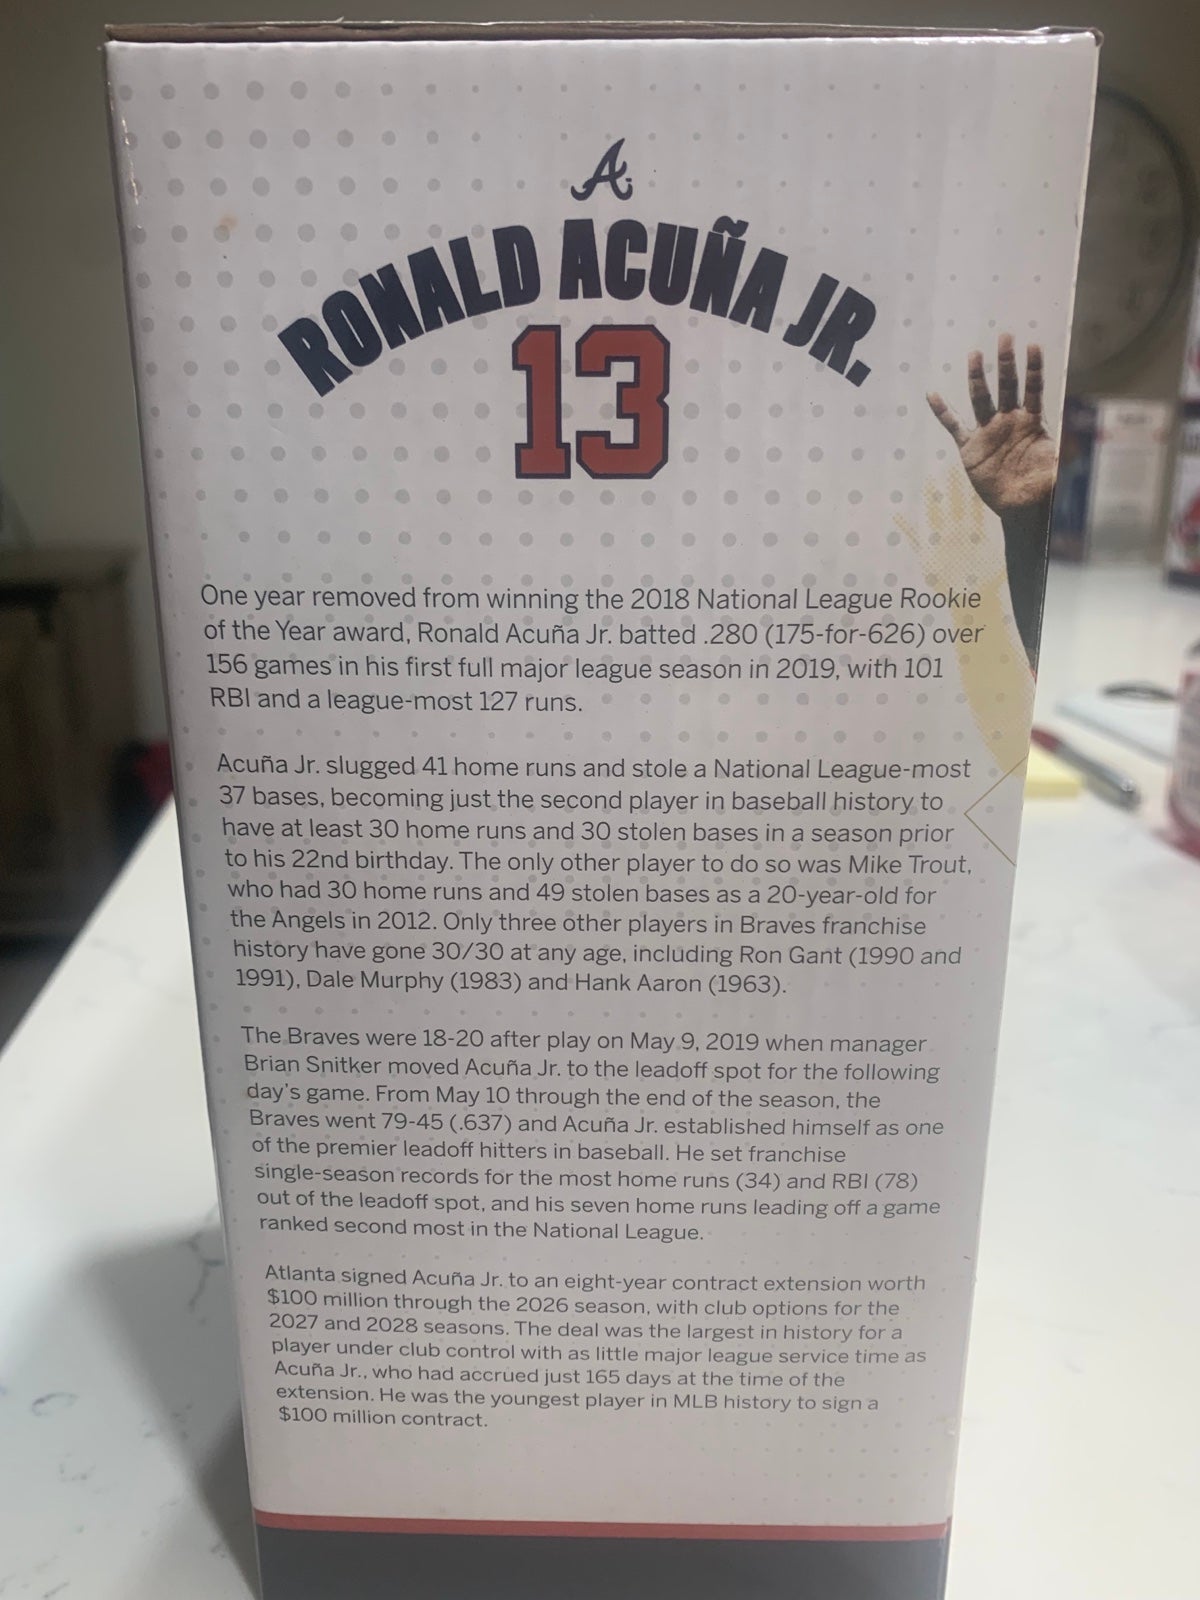 A
RONALD ACUÑA JR.
13
One year removed from winning the 2018 National League Rookie
of the Year award, Ronald Acuña Jr. batted .280 (175-for-626) over
156 games in his first full major league season in 2019, with 101
RBI and a league-most 127 runs.
Acuña Jr. slugged 41 home runs and stole a National League-most
37 bases, becoming just the second player in baseball history to
have at least 30 home runs and 30 stolen bases in a season prior
to his 22nd birthday. The only other player to do so was Mike Trout,
who had 30 home runs and 49 stolen bases as a 20-year-old for
the Angels in 2012. Only three other players in Braves franchise
history have gone 30/30 at any age, including Ron Gant (1990 and
1991), Dale Murphy (1983) and Hank Aaron (1963).
The Braves were 18-20 after play on May 9, 2019 when manager
Brian Snitker moved Acuña Jr. to the leadoff spot for the following
day's game. From May 10 through the end of the season, the
Braves went 79-45 (.637) and Acuña Jr. established himself as one
of the premier leadoff hitters in baseball. He set franchise
single-season records for the most home runs (34) and RBI (78)
out of the leadoff spot, and his seven home runs leading off a game
ranked second most in the National League.
Atlanta signed Acuña Jr. to an eight-year contract extension worth
$100 million through the 2026 season, with club options for the
2027 and 2028 seasons. The deal was the largest in history for a
player under club control with as little major league service time as
Acuña Jr., who had accrued just 165 days at the time of the
extension. He was the youngest player in MLB history to sign a
$100 million contract.